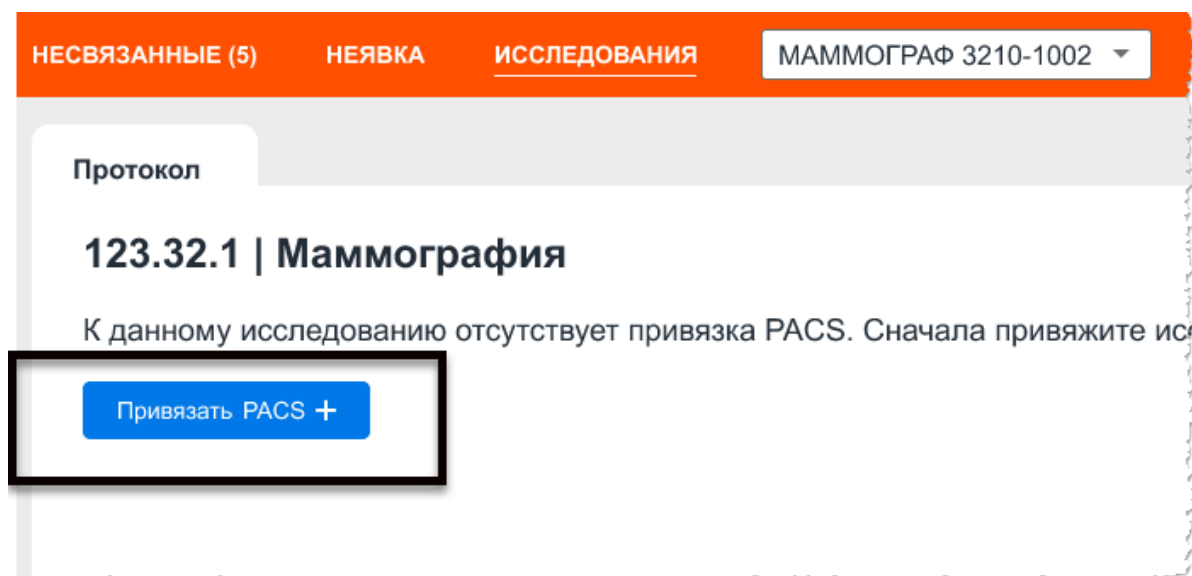 НЕСВЯЗАННЫЕ (5) НЕЯВКА ИССЛЕДОВАНИЯ МАММОГРАФ 3210-1002
Протокол
123.32.1 | Маммография
К данному исследованию отсутствует привязка PACS. Сначала привяжите
Привязать PACS +